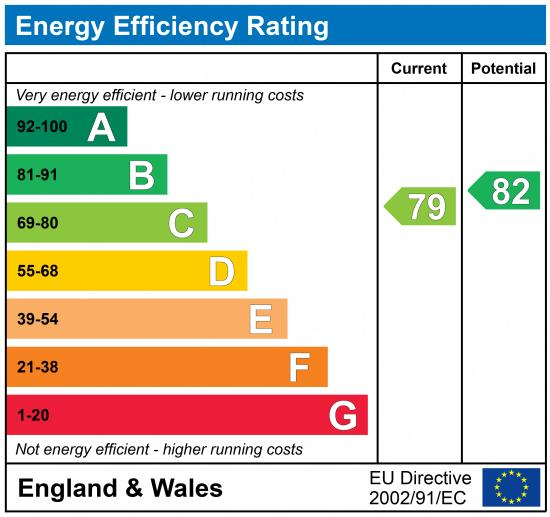 Energy Efficiency Rating
Current Potential
Very energy efficient - lower running costs
92-100 A
81-91 B
82
69-80 C
79
55-68 D
39-54 E
21-38 F
1-20 G
Not energy efficient - higher running costs
England & Wales
EU Directive
2002/91/EC